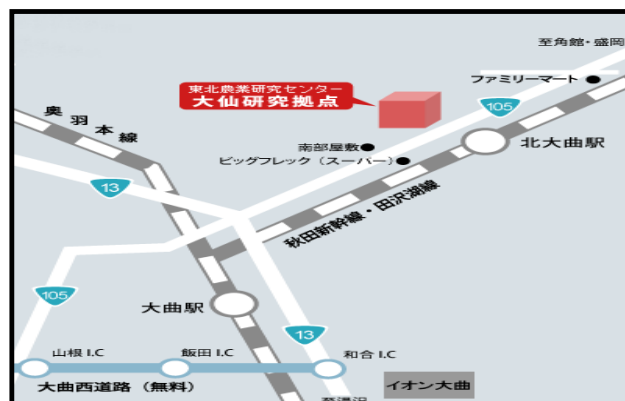 至角館・盛岡
ファミリーマート
東北農業研究センター
大仙研究拠点
105
奥羽本線
南部屋敷
北大曲駅
ビッグフレック（スーパー）
13
秋田新幹線・田沢湖線
105
大曲駅
13
山根 I.C
飯田 I.C
和合 I.C
大曲西道路（無料）
イオン大曲